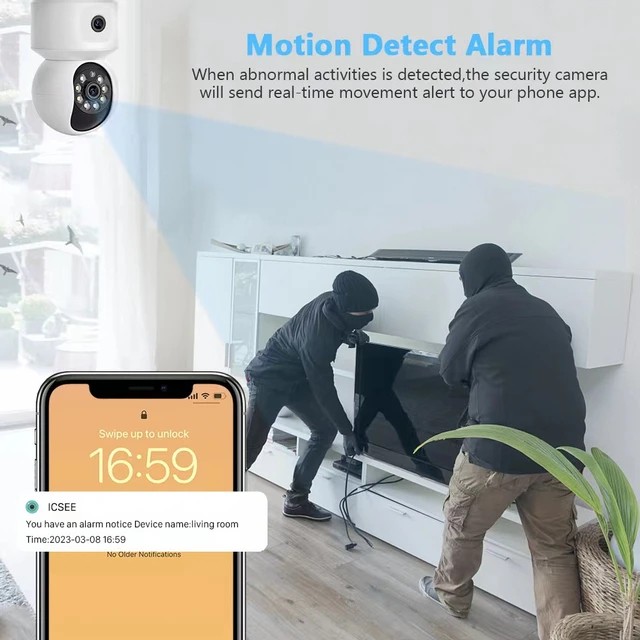 Motion Detect Alarm
When abnormal activities is detected,the security camera
will send real-time movement alert to your phone app.
Swipe up to unlock
16:59
ICSEE
You have an alarm notice Device name:living room
Time:2023-03-08 16:59
No Older Notifications